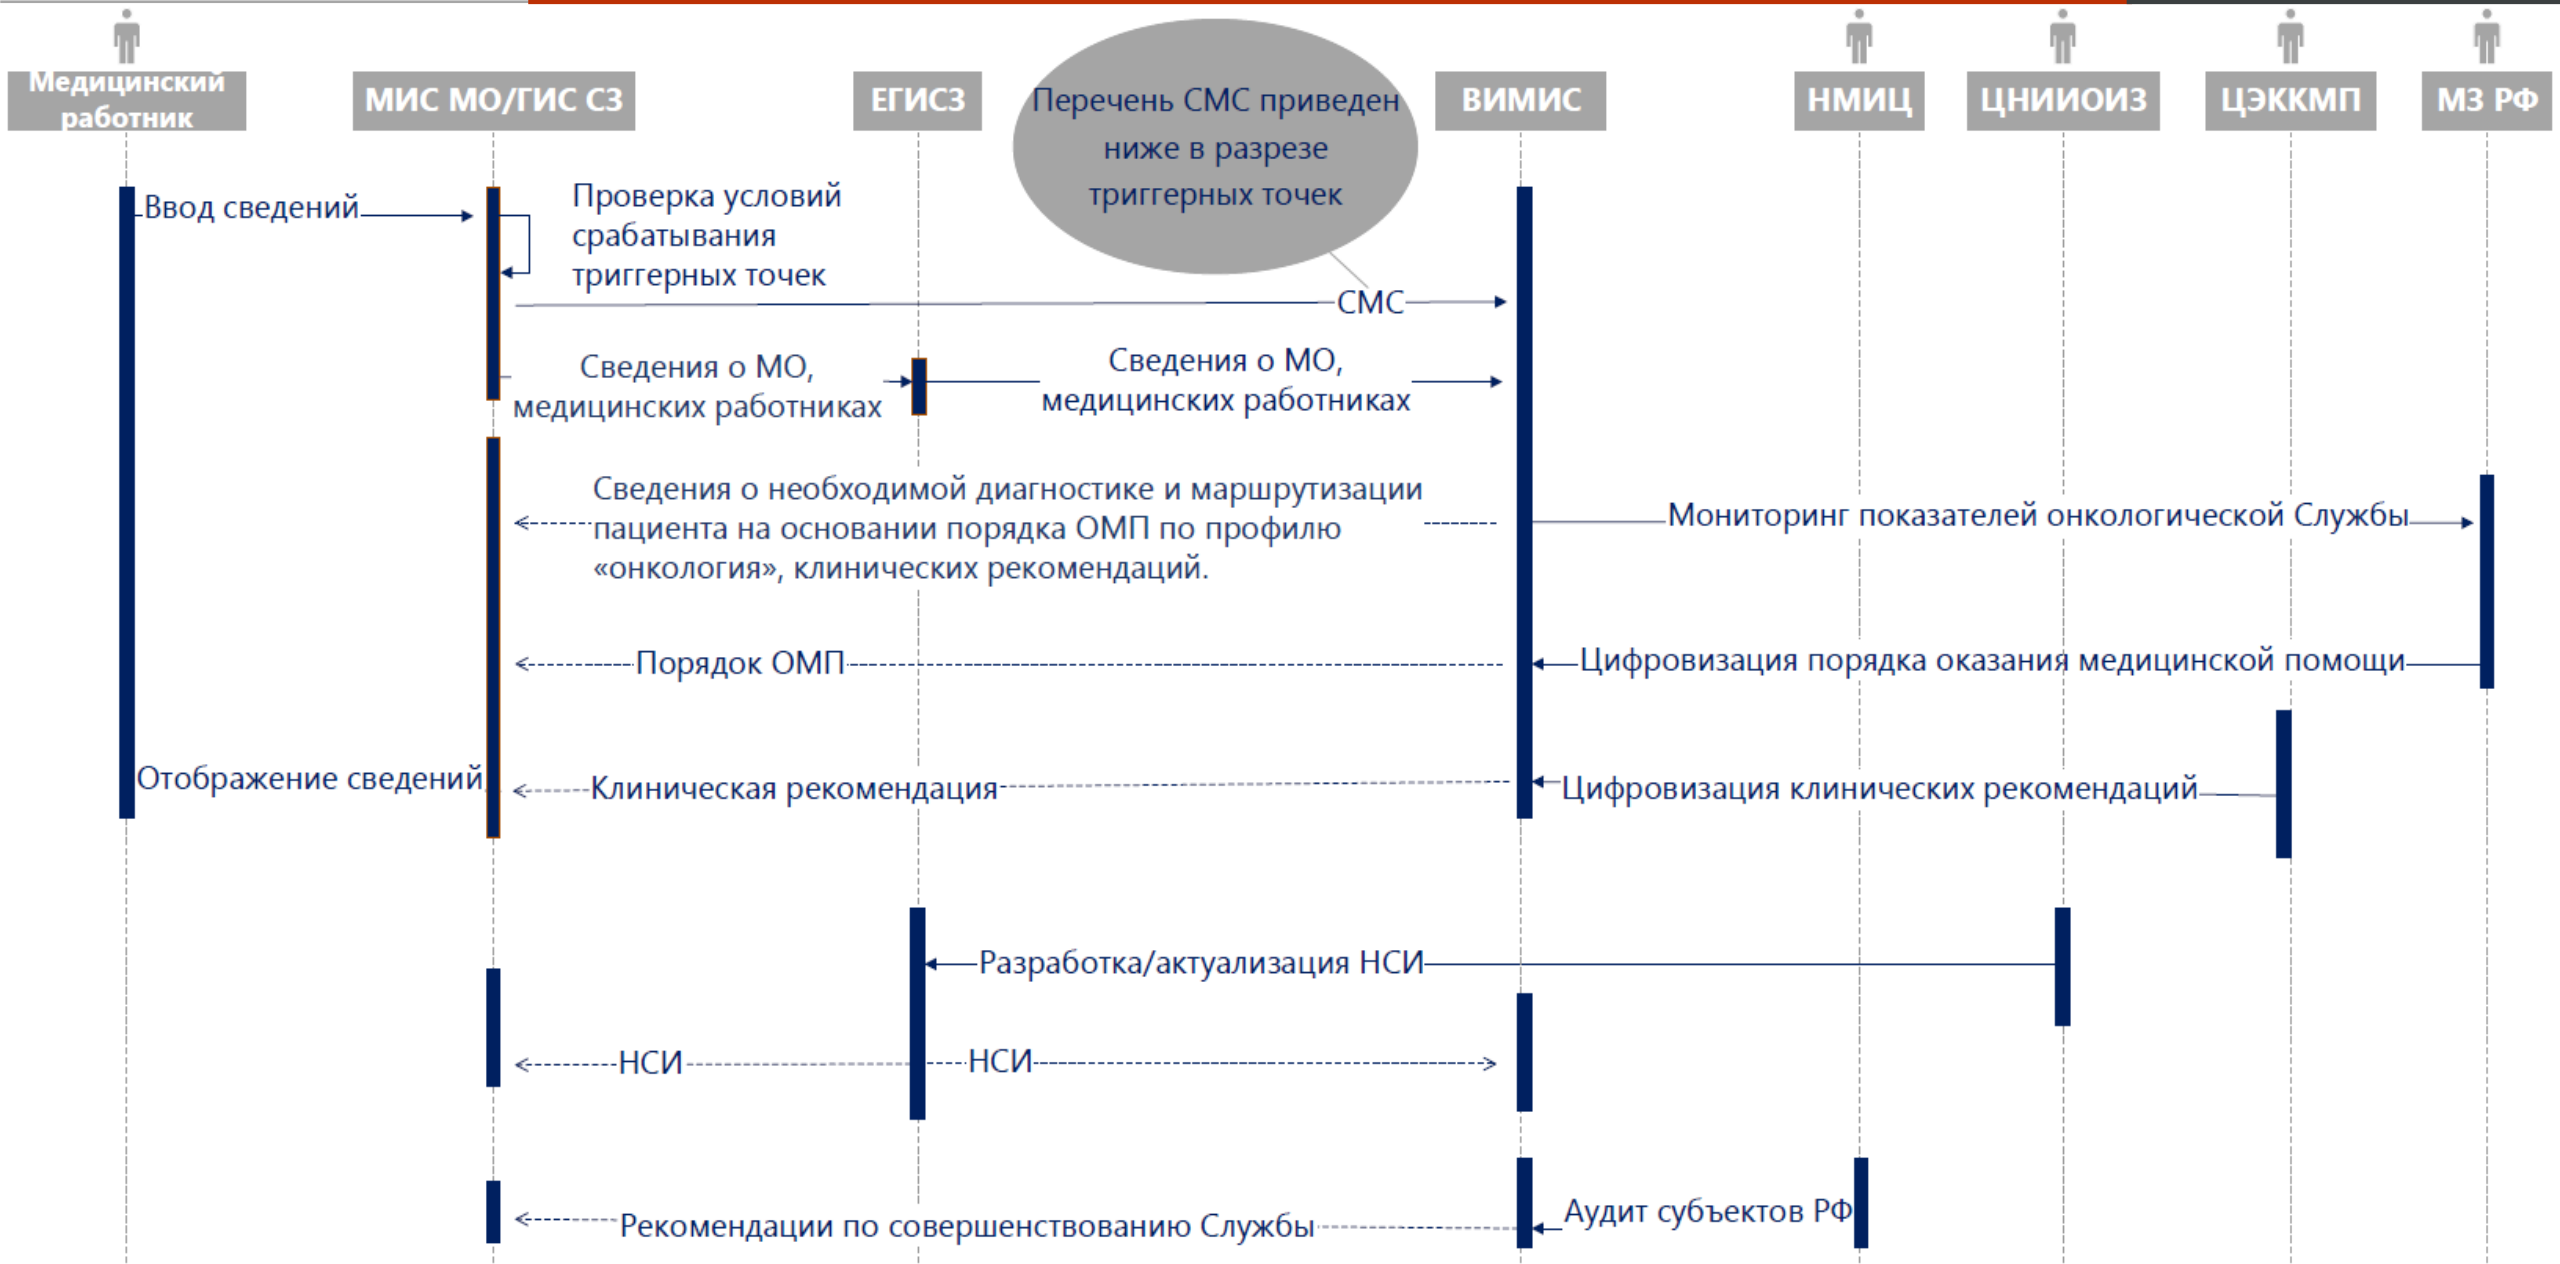 Медицинский
работник
МИС МО/ГИС СЗ
ЕГИСЗ
Перечень СМС приведен
ниже в разрезе
триггерных точек
ВИМИС
НМИЦ
ЦНИИОИЗ
ЦЭККМП
МЗ РФ
Ввод сведений
Проверка условий
срабатывания
триггерных точек
СМС
Сведения о МО,
медицинских работниках
Сведения о МО,
медицинских работниках
Сведения о необходимой диагностике и маршрутизации
пациента на основании порядка ОМП по профилю
«онкология», клинических рекомендаций.
Мониторинг показателей онкологической Службы
Порядок ОМП
Цифровизация порядка оказания медицинской помощи
Отображение сведений
Клиническая рекомендация
Цифровизация клинических рекомендаций
Разработка/актуализация НСИ
НСИ
НСИ
Рекомендации по совершенствованию Службы
Аудит субъектов РФ